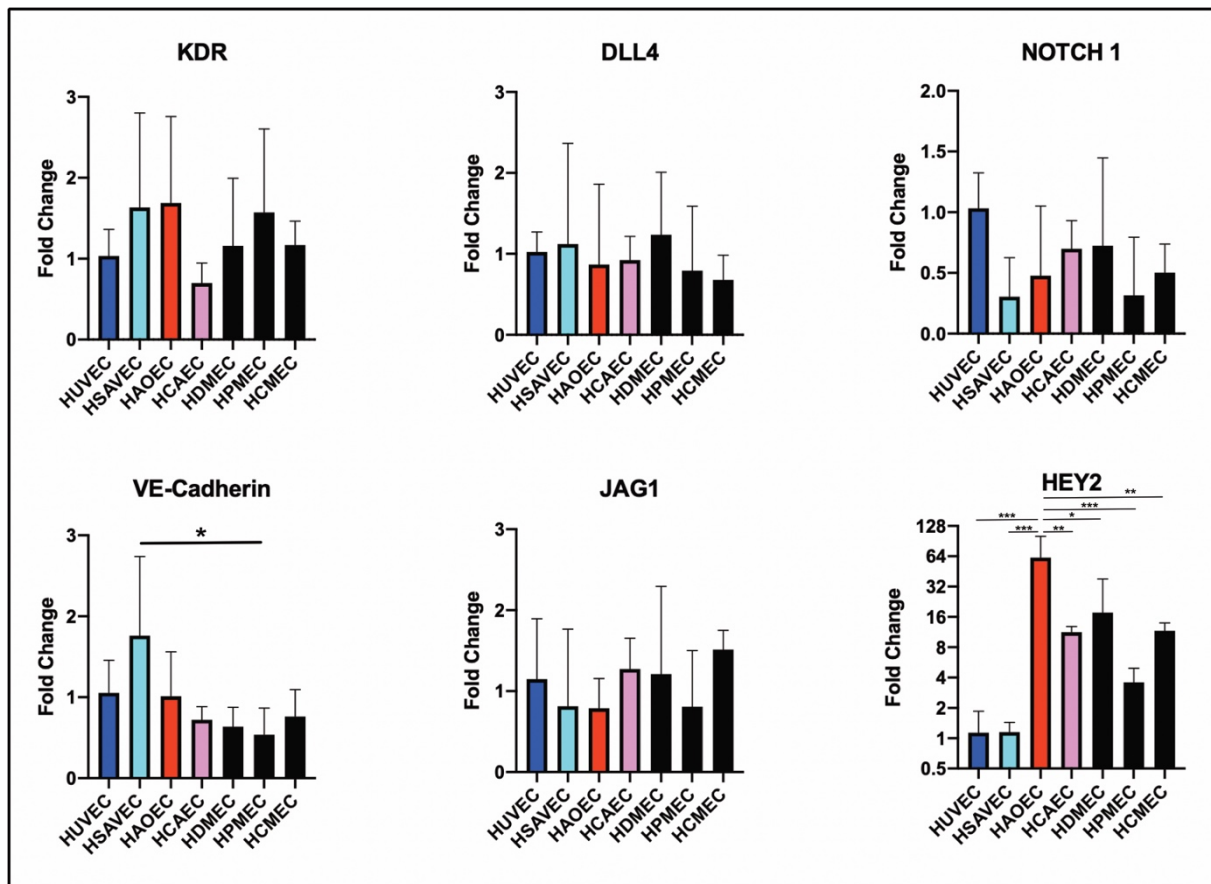 KDR
3
2
1
0
Fold Change
HUVEC
HSAVEC
HAOEC
HCAEC
HDMEC
HPMEC
HCMEC
DLL4
3
2
1
0
Fold Change
HUVEC
HSAVEC
HAOEC
HCAEC
HDMEC
HPMEC
HCMEC
NOTCH 1
2.0
1.5
1.0
0.5
0.0
Fold Change
HUVEC
HSAVEC
HAOEC
HCAEC
HDMEC
HPMEC
HCMEC
VE-Cadherin
*
3
2
1
0
Fold Change
HUVEC
HSAVEC
HAOEC
HCAEC
HDMEC
HPMEC
HCMEC
JAG1
3
2
1
0
Fold Change
HUVEC
HSAVEC
HAOEC
HCAEC
HDMEC
HPMEC
HCMEC
HEY2
**
***
*** *
*** **
128
64
32
16
8
4
2
1
0.5
Fold Change
HUVEC
HSAVEC
HAOEC
HCAEC
HDMEC
HPMEC
HCMEC